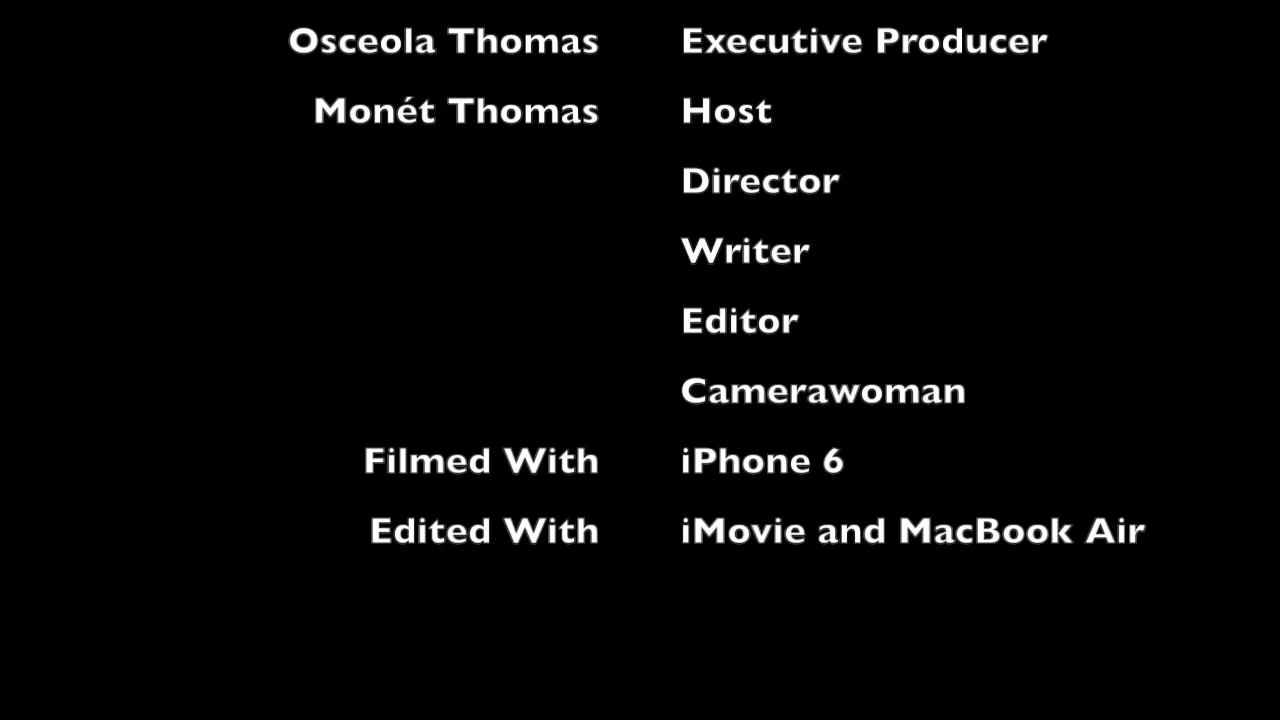 Osceola Thomas Executive Producer
Monét Thomas Host
Director
Writer
Editor
Camerawoman
Filmed With iPhone 6
Edited With iMovie and MacBook Air